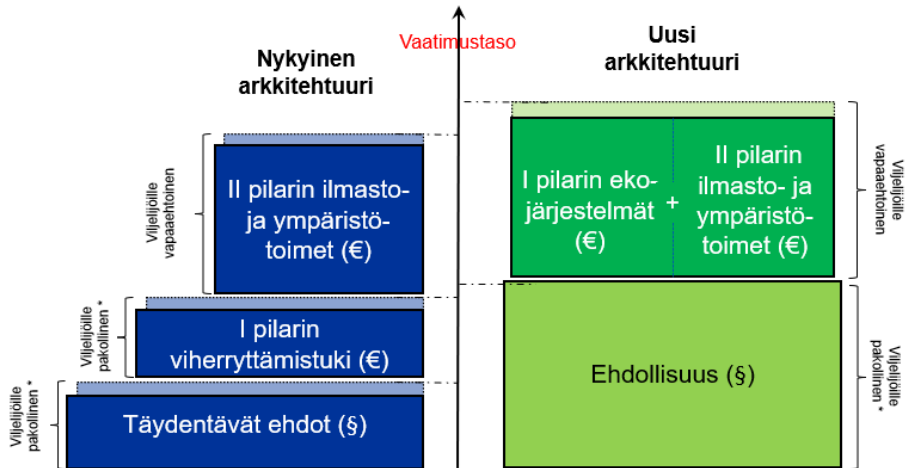 Nykyinen
arkkitehtuuri
Vaatimustaso
Uusi
arkkitehtuuri
Viljelijöille
vapaaehtoinen
II pilarin ilmasto-
ja ympäristö-
toimet (€)
Viljelijöille
pakollinen *
I pilarin
viherryttämistuki (€)
Viljelijöille
pakollinen *
Täydentävät ehdot (§)
I pilarin eko-
järjestelmät
(€)
+
II pilarin
ilmasto- ja
ympäristö-
toimet (€)
Viljelijöille
vapaaehtoinen
Ehdollisuus (§)
Viljelijöille
pakollinen *